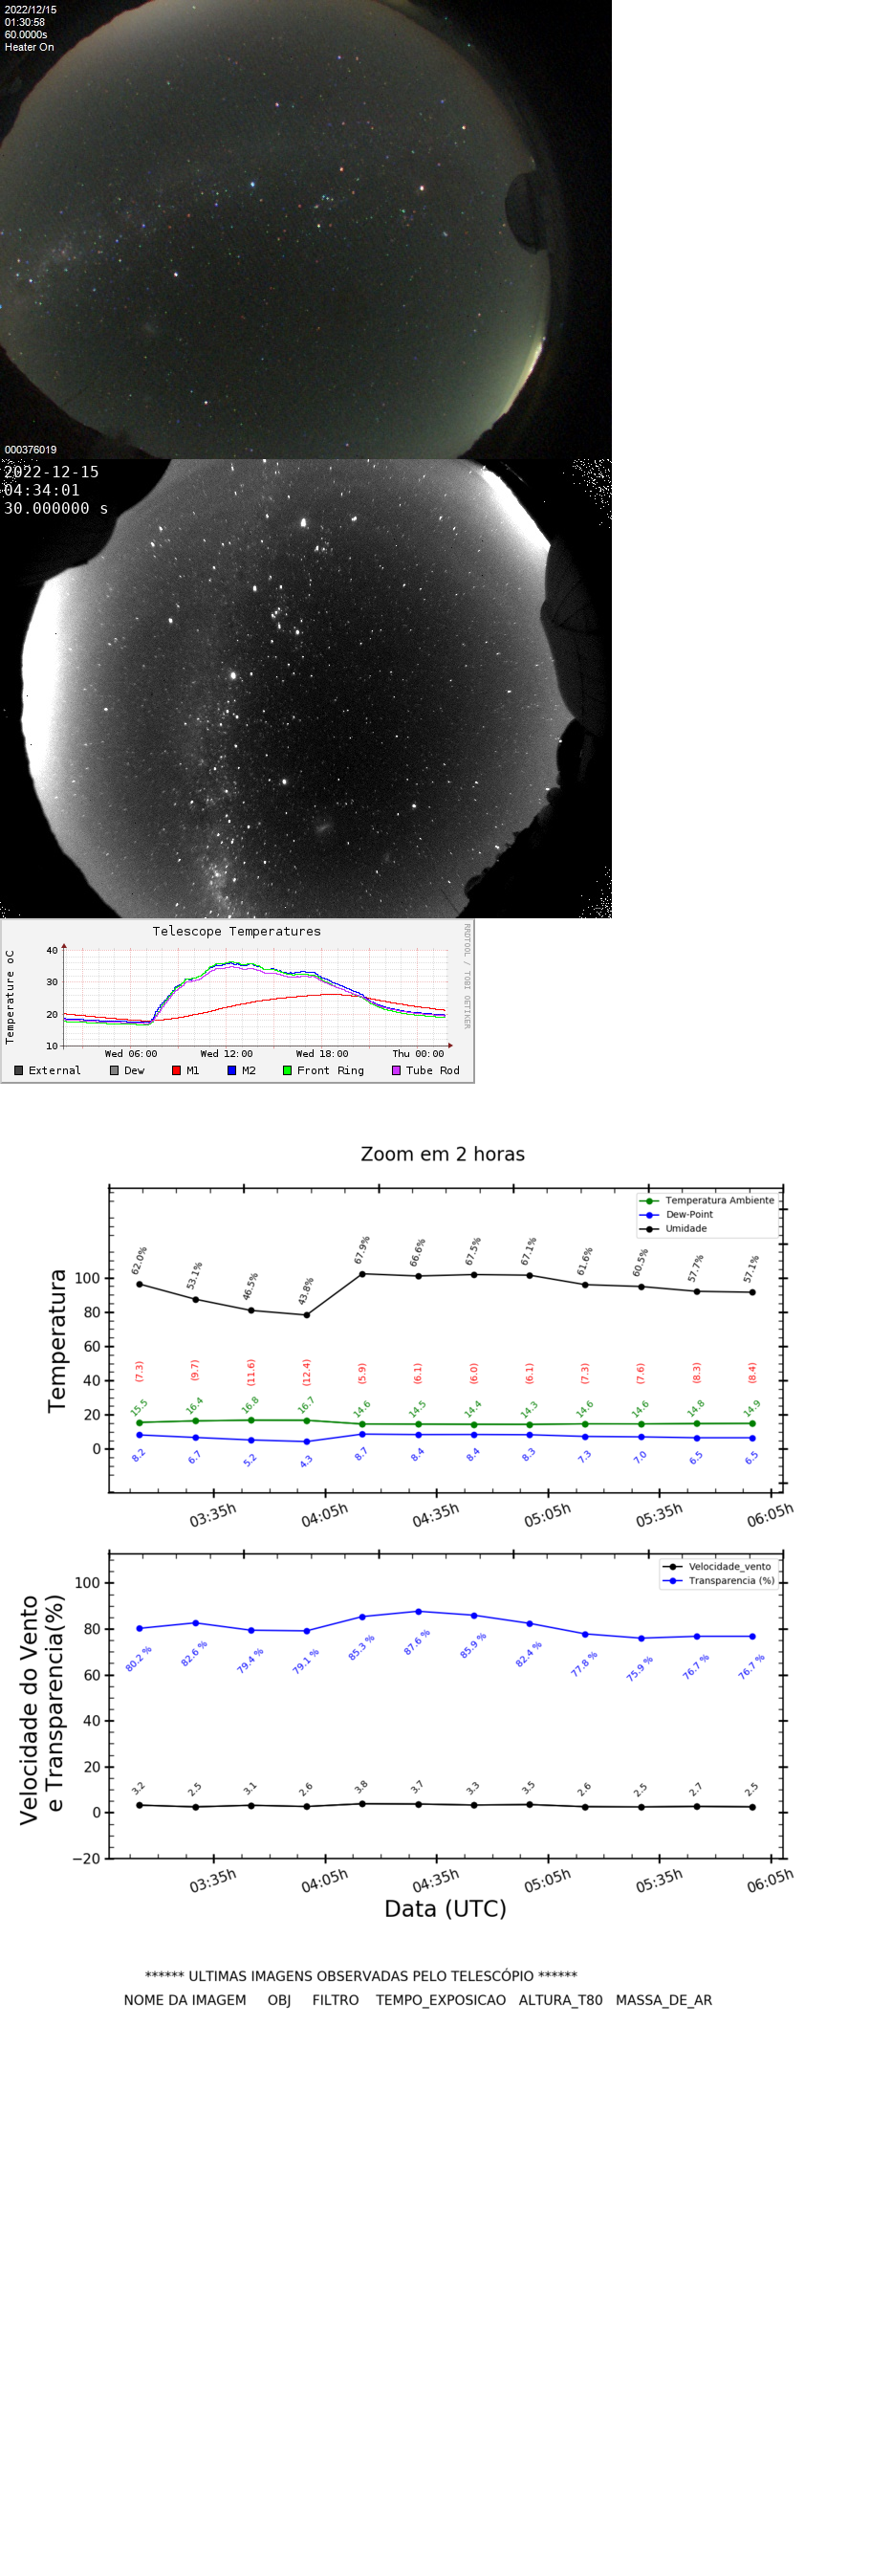 2022/12/15
01:30:58
60.0000s
Heater On
000376019
2022-12-15
04:34:01
30.000000 s
Telescope Temperatures
RRDTOOL / TOBI OETIKER
Temperature oC
40
30
20
10
Wed 06:00 Wed 12:00 Wed 18:00 Thu 00:00
External Dew M1 M2 Front Ring Tube Rod
Zoom em 2 horas
Temperatura Ambiente
Dew-Point
Umidade
Temperatura
100
80
60
40
20
0
62.0% 53.1% 46.5% 43.8% 67.9% 66.6% 67.5% 67.1% 61.6% 60.5% 57.7% 57.1%
(7.3) (9.7) (11.6) (12.4) (5.9) (6.1) (6.0) (6.1) (7.3) (7.6) (8.3) (8.4)
15.5 16.4 16.8 16.7 14.6 14.5 14.4 14.3 14.6 14.6 14.8 14.9
8.2 6.7 5.2 4.3 8.7 8.4 8.4 8.3 7.3 7.0 6.5 6.5
03:35h 04:05h 04:35h 05:05h 05:35h 06:05h
Velocidade_vento
Transparencia (%)
Velocidade do Vento
e Transparencia(%)
100
80
60
40
20
0
−20
80.2 % 82.6 % 79.4 % 79.1 % 85.3 % 87.6 % 85.9 % 82.4 % 77.8 % 75.9 % 76.7 % 76.7 %
3.2 2.5 3.1 2.6 3.8 3.7 3.3 3.5 2.6 2.5 2.7 2.5
03:35h 04:05h 04:35h 05:05h 05:35h 06:05h
Data (UTC)
****** ULTIMAS IMAGENS OBSERVADAS PELO TELESCÓPIO ******
NOME DA IMAGEM OBJ FILTRO TEMPO_EXPOSICAO ALTURA_T80 MASSA_DE_AR